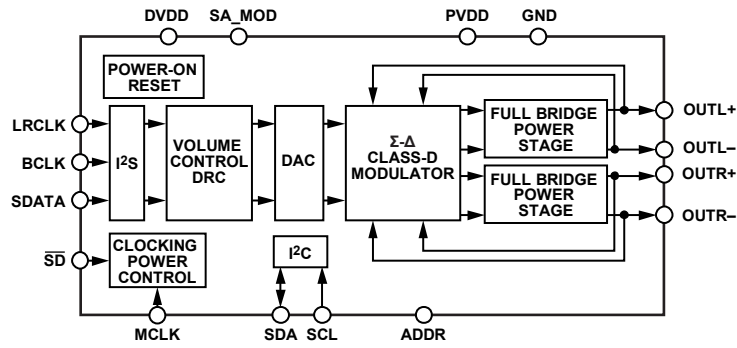 DVDD
SA_MOD
PVDD
GND
POWER-ON
RESET
LRCLK
BCLK
SDATA
I²S
VOLUME
CONTROL
DRC
DAC
Σ-Δ
CLASS-D
MODULATOR
FULL BRIDGE
POWER
STAGE
FULL BRIDGE
POWER
STAGE
OUTL+
OUTL−
OUTR+
OUTR−
S̅D̅
CLOCKING
POWER
CONTROL
I²C
MCLK
SDA
SCL
ADDR